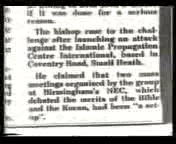 if it was done for a serious
reason.
The bishop rose to the chal-
lenge after launching an attack
against the Islamic Propagation
Centre International, based in
Coventry Road, Small Heath.
He claimed that two mass
meetings organised by the group
at Birmingham's NEC, which
debated the merits of the Bible
and the Koran, had been "a set-
up".